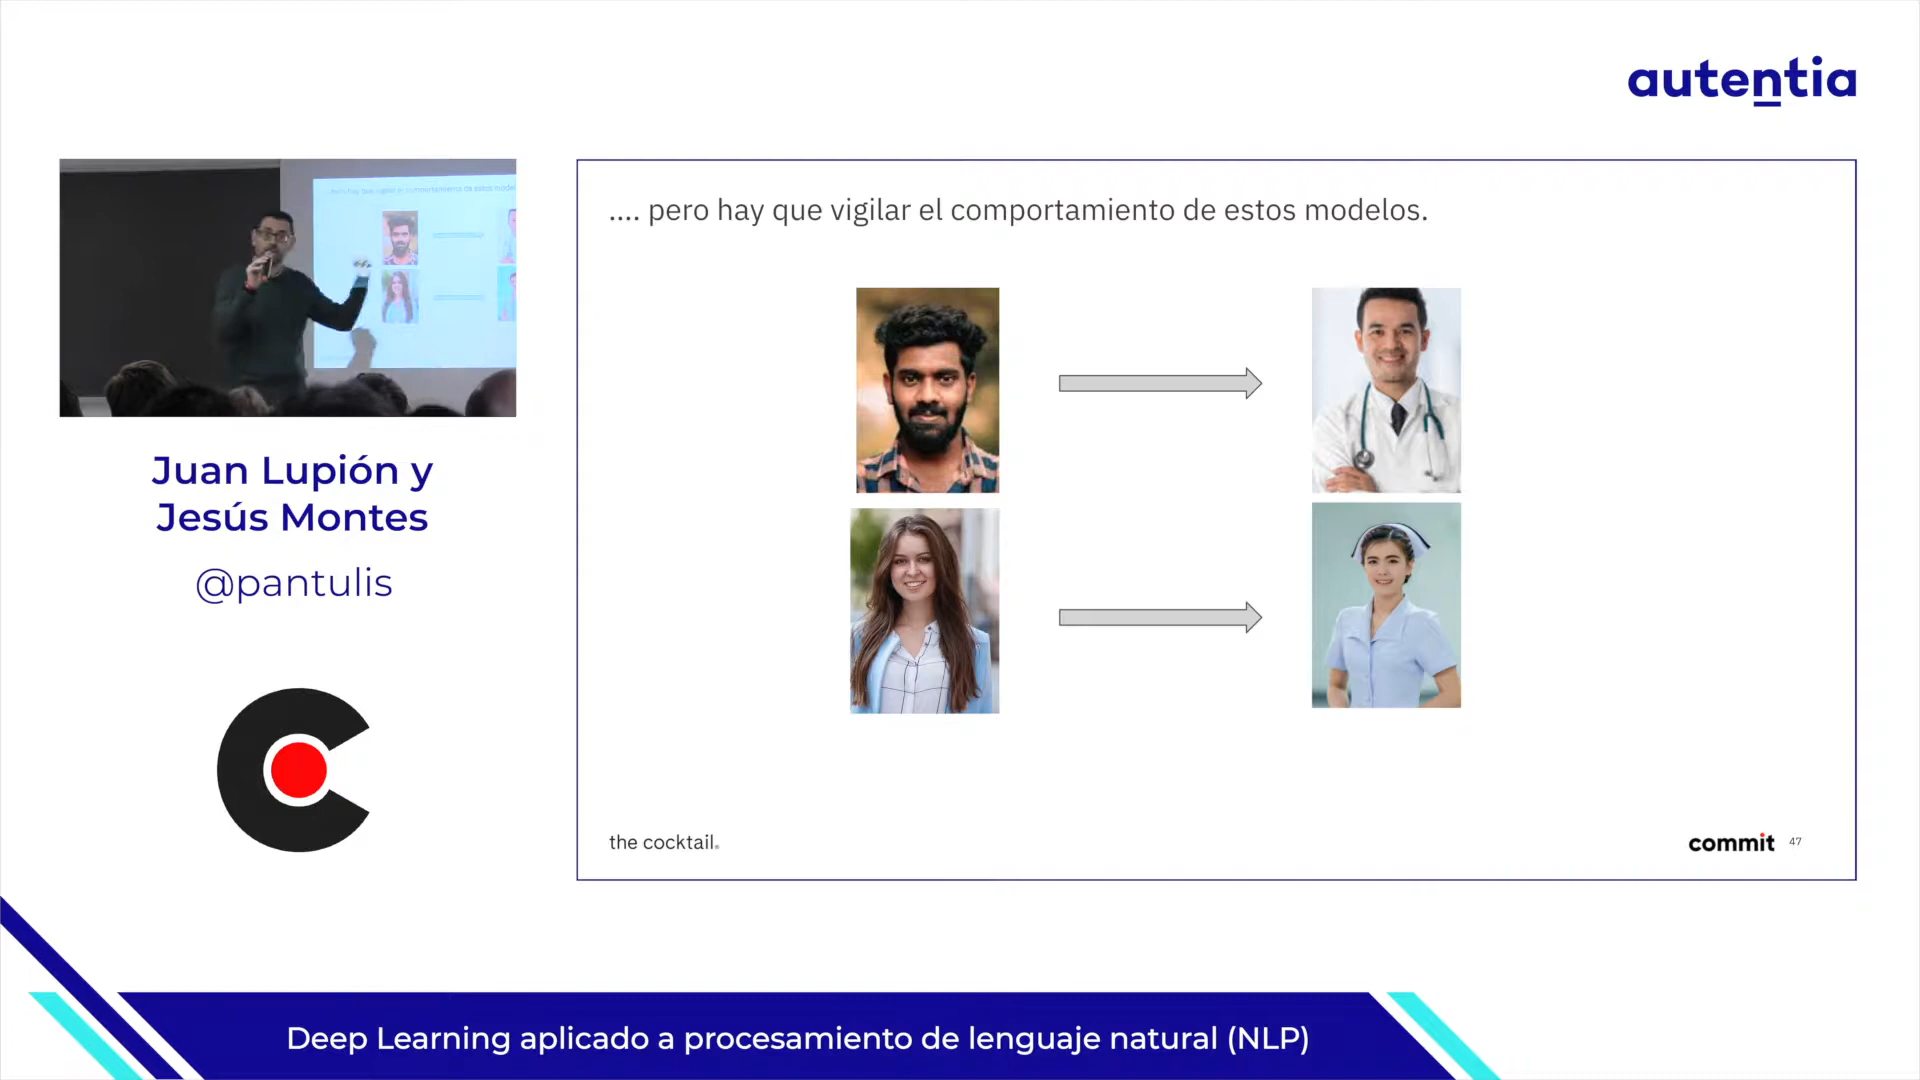 autentia
.... pero hay que vigilar el comportamiento de estos modelos.
Juan Lupión y
Jesús Montes
@pantulis
the cocktail.
commit 47
Deep Learning aplicado a procesamiento de lenguaje natural (NLP)